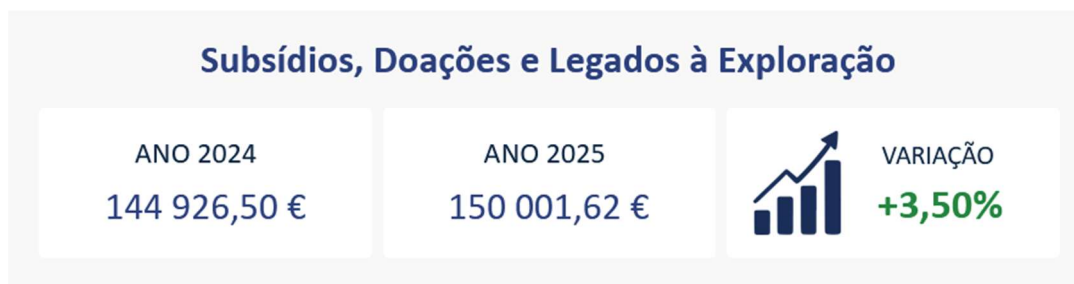 Subsídios, Doações e Legados à Exploração
ANO 2024
144 926,50 €
ANO 2025
150 001,62 €
VARIAÇÃO
+3,50%